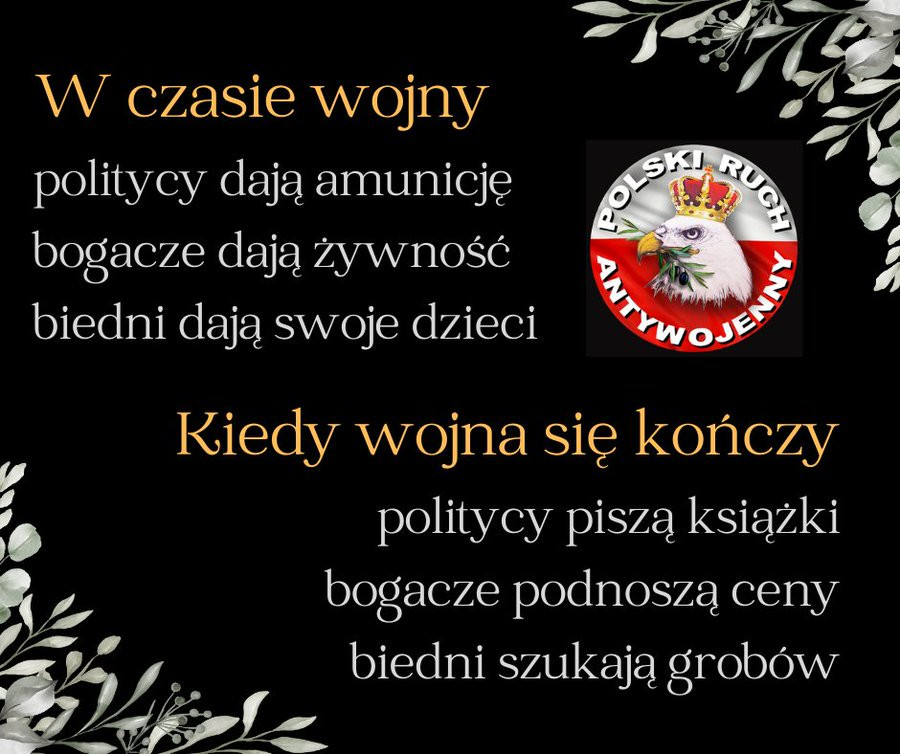 W czasie wojny
politycy dają amunicję
bogacze dają żywność
biedni dają swoje dzieci
POLSKI RUCH
ANTYWOJENNY
Kiedy wojna się kończy
politycy piszą książki
bogacze podnoszą ceny
biedni szukają grobów